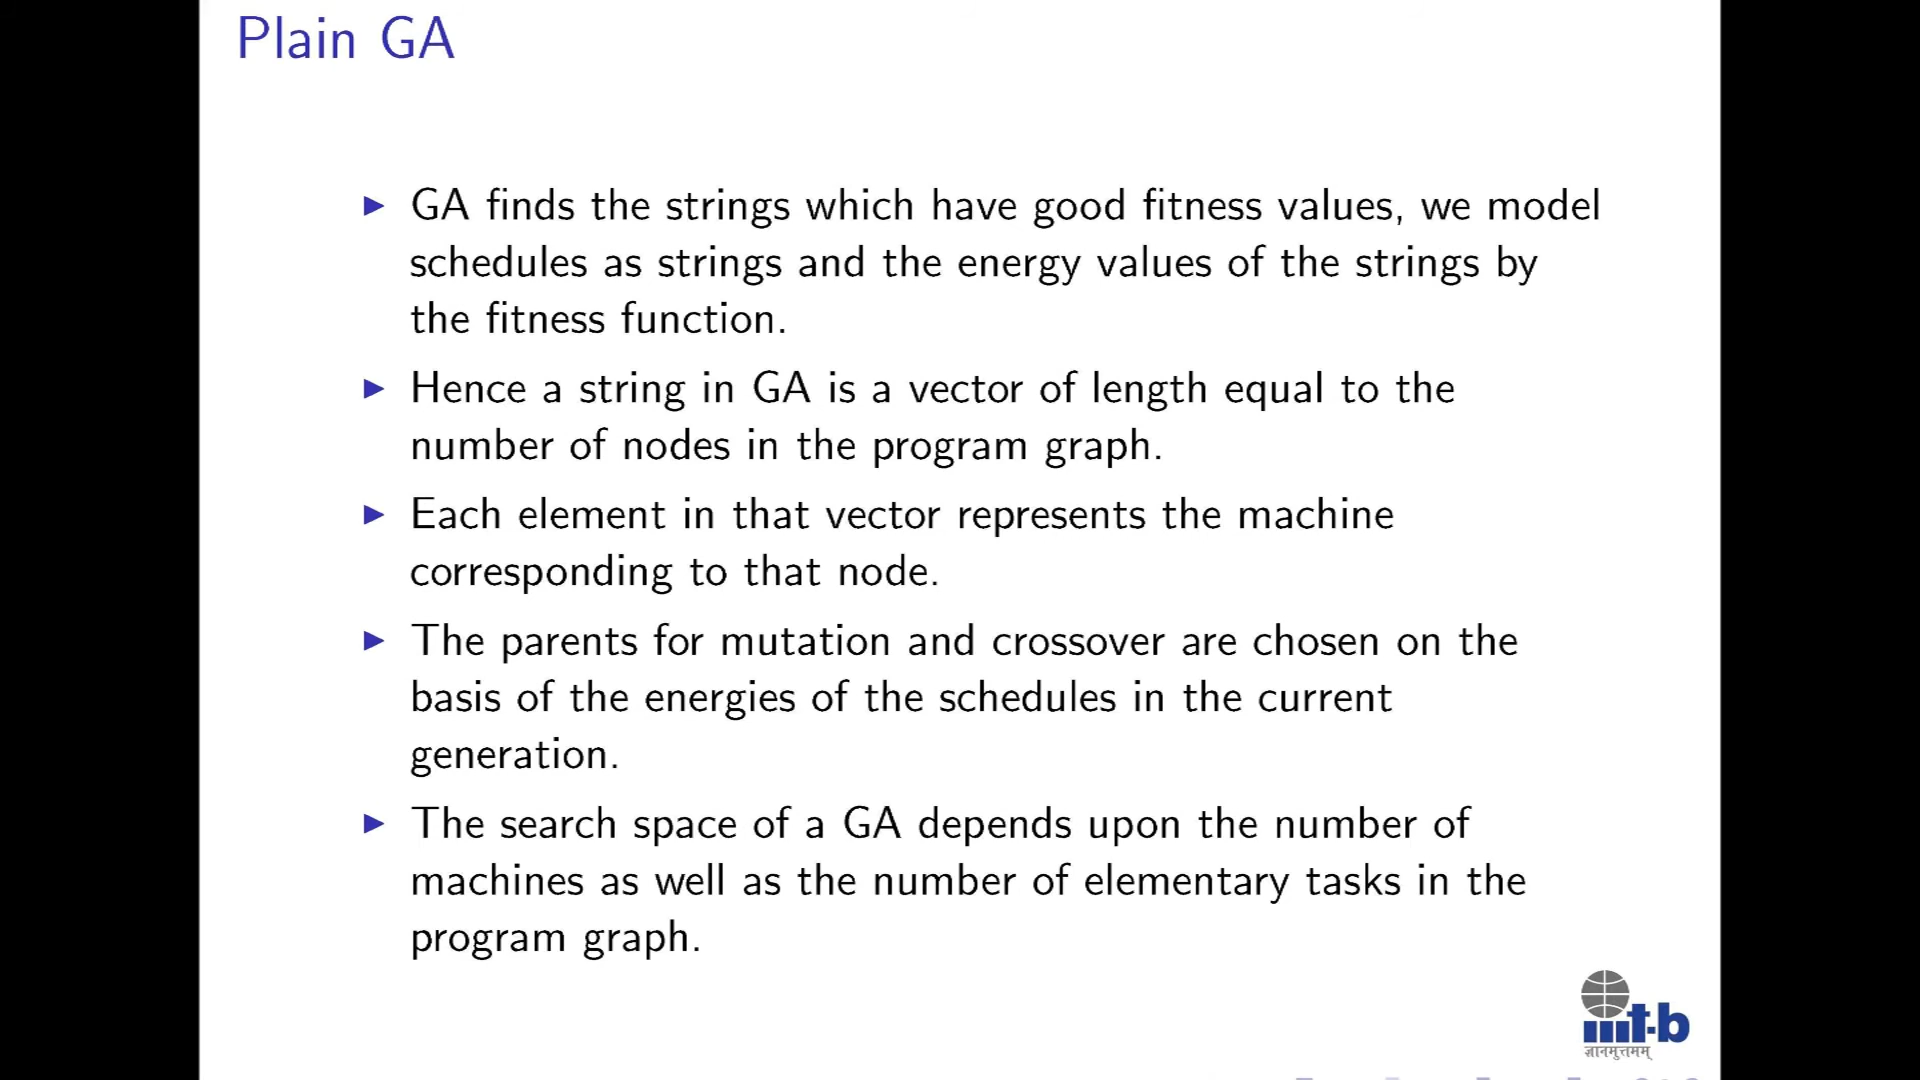 Plain GA
▶ GA finds the strings which have good fitness values, we model
schedules as strings and the energy values of the strings by
the fitness function.
▶ Hence a string in GA is a vector of length equal to the
number of nodes in the program graph.
▶ Each element in that vector represents the machine
corresponding to that node.
▶ The parents for mutation and crossover are chosen on the
basis of the energies of the schedules in the current
generation.
▶ The search space of a GA depends upon the number of
machines as well as the number of elementary tasks in the
program graph.
iiit-b
ज्ञानमुत्तमम्